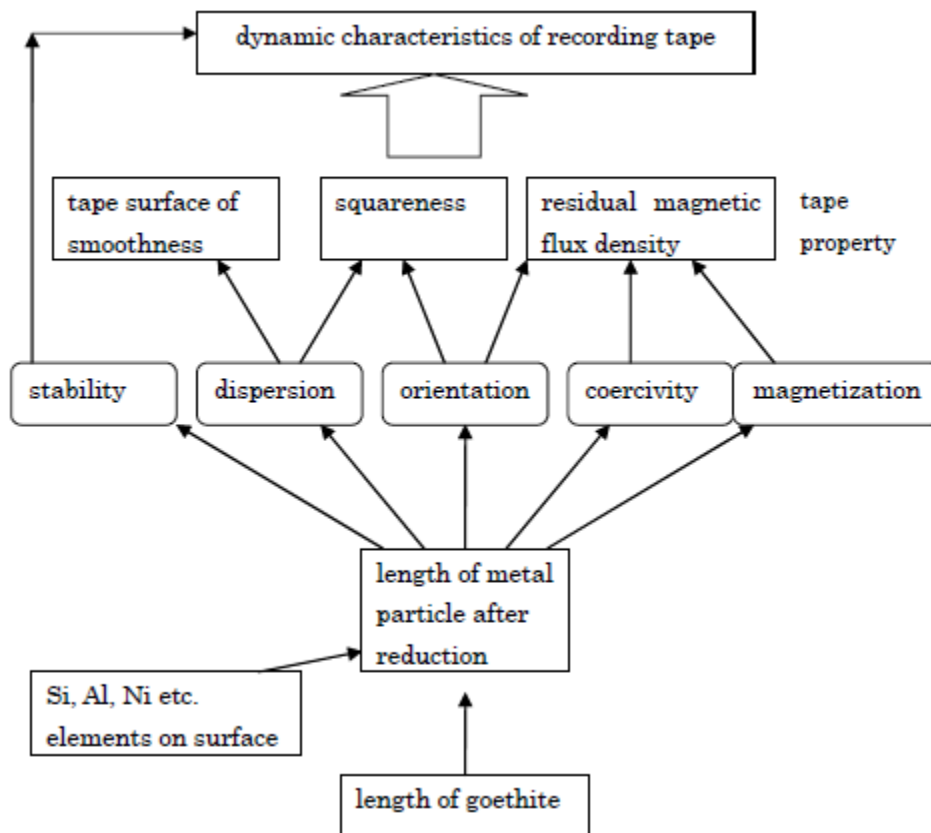 dynamic characteristics of recording tape
tape surface of
smoothness
squareness
residual magnetic
flux density
tape
property
stability
dispersion
orientation
coercivity
magnetization
length of metal
particle after
reduction
Si, Al, Ni etc.
elements on surface
length of goethite